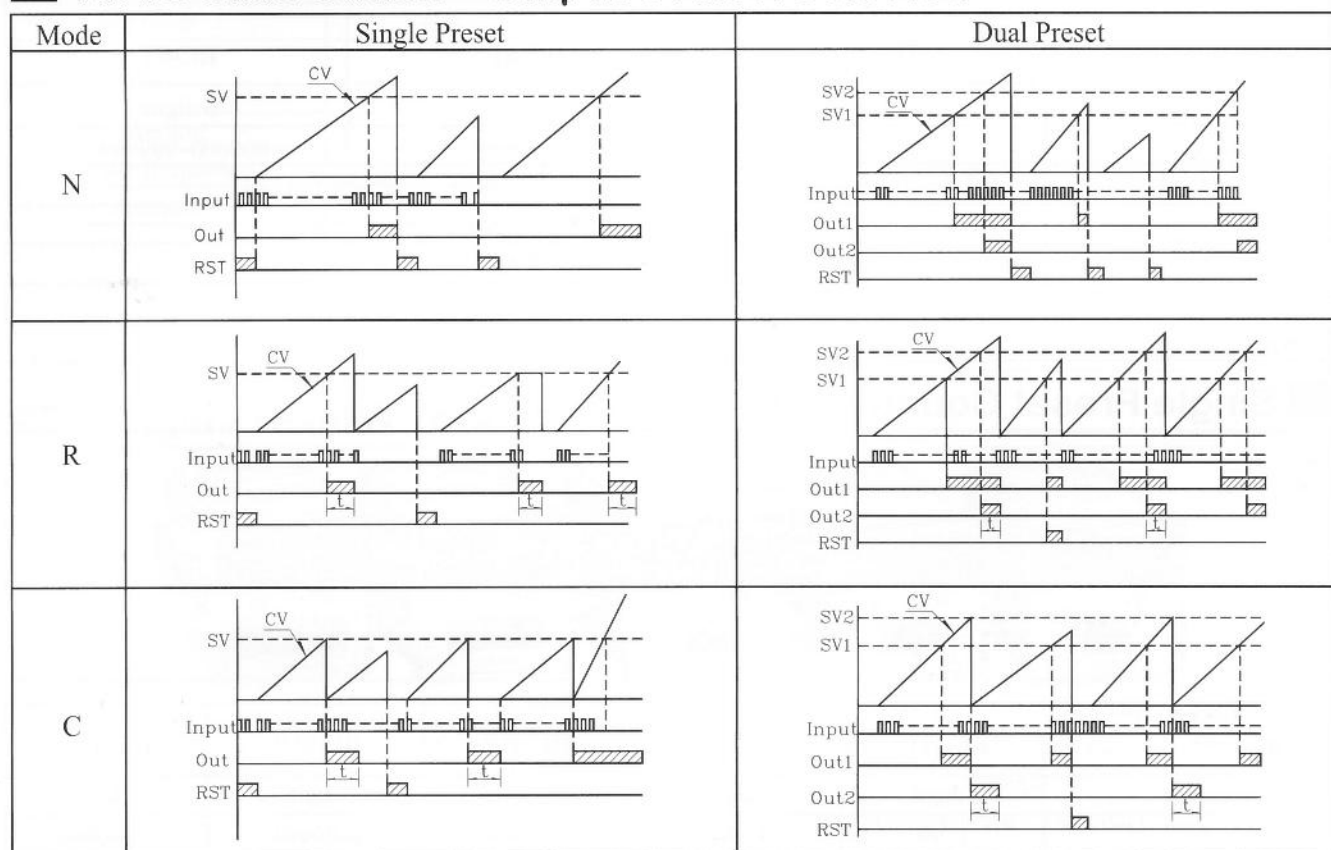 Mode Single Preset Dual Preset
N
CV
SV
Input
Out
RST
CV
SV2
SV1
Input
Out1
Out2
RST
R
CV
SV
Input
Out
t t t
RST
CV
SV2
SV1
Input
Out1
Out2
t t
RST
C
CV
SV
Input
Out
t t
RST
CV
SV2
SV1
Input
Out1
Out2
t t
RST